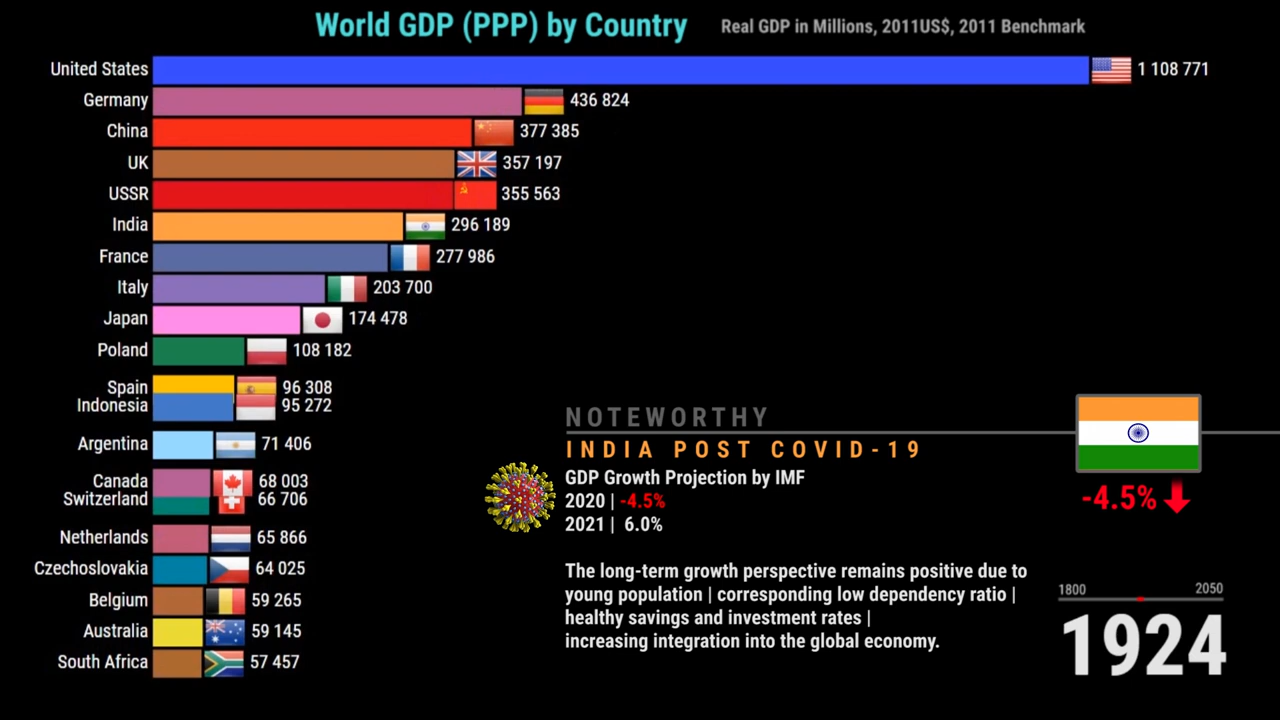 World GDP (PPP) by Country Real GDP in Millions, 2011US$, 2011 Benchmark
United States 1 108 771
Germany 436 824
China 377 385
UK 357 197
USSR 355 563
India 296 189
France 277 986
Italy 203 700
Japan 174 478
Poland 108 182
Spain 96 308
Indonesia 95 272
Argentina 71 406
Canada 68 003
Switzerland 66 706
Netherlands 65 866
Czechoslovakia 64 025
Belgium 59 265
Australia 59 145
South Africa 57 457
NOTEWORTHY
INDIA POST COVID-19
GDP Growth Projection by IMF
2020 | -4.5%
2021 | 6.0%
-4.5%
The long-term growth perspective remains positive due to
young population | corresponding low dependency ratio |
healthy savings and investment rates |
increasing integration into the global economy.
1800 2050
1924